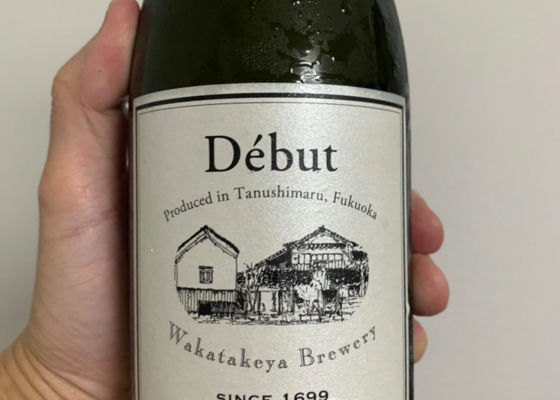 Début
Produced in Tanushimaru, Fukuoka
Wakatakeya Brewery
SINCE 1699